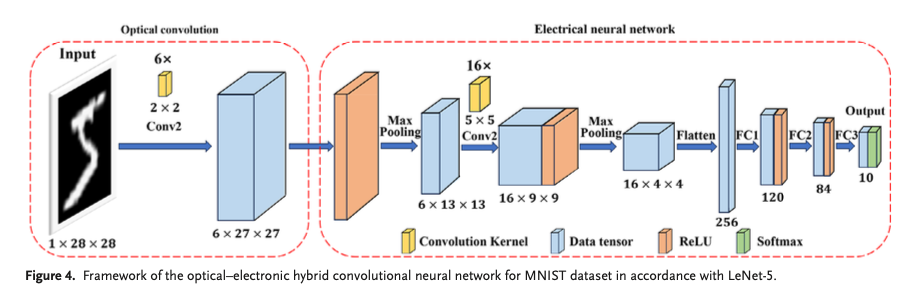 Optical convolution
Electrical neural network
Input
6×
2 × 2
Conv2
1 × 28 × 28
6 × 27 × 27
Max
Pooling
6 × 13 × 13
16×
5 × 5
Conv2
16 × 9 × 9
Max
Pooling
16 × 4 × 4
Flatten
256
FC1
120
FC2
84
FC3
Output
10
Convolution Kernel
Data tensor
ReLU
Softmax
Figure 4. Framework of the optical–electronic hybrid convolutional neural network for MNIST dataset in accordance with LeNet-5.